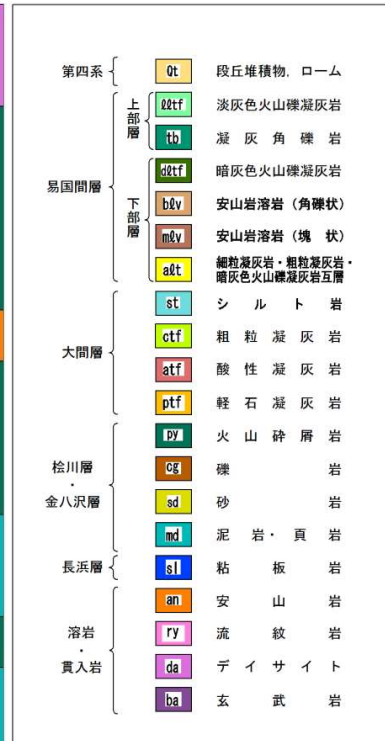 第四系
Qt 段丘堆積物，ローム
易国間層
上部層
ℓℓtf 淡灰色火山礫凝灰岩
tb 凝灰角礫岩
下部層
dℓtf 暗灰色火山礫凝灰岩
bℓv 安山岩溶岩（角礫状）
mℓv 安山岩溶岩（塊 状）
aℓt 細粒凝灰岩・粗粒凝灰岩・
暗灰色火山礫凝灰岩互層
大間層
st シルト岩
ctf 粗粒凝灰岩
atf 酸性凝灰岩
ptf 軽石凝灰岩
桧川層
・
金八沢層
py 火山砕屑岩
cg 礫岩
sd 砂岩
md 泥岩・頁岩
長浜層
sl 粘板岩
溶岩
・
貫入岩
an 安山岩
ry 流紋岩
da デイサイト
ba 玄武岩